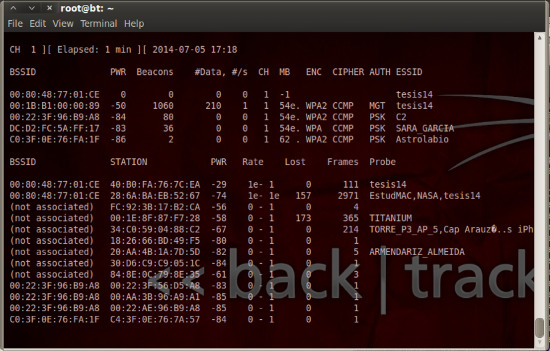 root@bt: ~
File Edit View Terminal Help
CH 1 ][ Elapsed: 1 min ][ 2014-07-05 17:18
BSSID PWR Beacons #Data, #/s CH MB ENC CIPHER AUTH ESSID
00:80:48:77:01:CE 0 0 0 0 1 -1 tesis14
00:1B:B1:00:00:89 -50 1060 210 1 1 54e. WPA2 CCMP MGT tesis14
00:22:3F:96:B9:A8 -84 80 0 0 1 54e. WPA2 CCMP PSK C2
DC:D2:FC:5A:FF:17 -83 36 0 0 1 54e. WPA2 CCMP PSK SARA_GARCIA
C0:3F:0E:76:FA:1F -86 2 0 0 1 62 . WPA2 CCMP PSK Astrolabio
BSSID STATION PWR Rate Lost Frames Probe
00:80:48:77:01:CE 40:B0:FA:76:7C:EA -29 1e- 1 0 111 tesis14
00:80:48:77:01:CE 28:6A:BA:EB:52:67 -74 1e- 1e 157 2971 EstudMAC,NASA,tesis14
(not associated) FC:92:3B:17:B2:CA -56 0 - 1 0 4
(not associated) 00:1E:8F:87:F7:28 -58 0 - 1 173 365 TITANIUM
(not associated) 34:C0:59:04:88:C2 -67 0 - 1 0 214 TORRE_P3_AP_5,Cap Arauz�..s iPh
(not associated) 18:26:66:BD:49:F5 -80 0 - 1 0 1
(not associated) 20:AA:4B:1A:7D:5D -82 0 - 1 0 5 ARMENDARIZ_ALMEIDA
(not associated) 30:D6:C9:C9:05:1C -84 0 - 1 0 1
(not associated) 84:8E:0C:79:8E:35 -61 0 - 1 0 3
00:22:3F:96:B9:A8 00:22:3F:56:D5:A8 -83 0 - 1 0 1
00:22:3F:96:B9:A8 00:AA:3B:96:A9:A1 -85 0 - 1 0 1
00:22:3F:96:B9:A8 00:22:AE:96:B9:A8 -85 0 - 1 0 1
C0:3F:0E:76:FA:1F C4:3F:0E:76:7A:57 -84 0 - 1 0 1
<< back | track